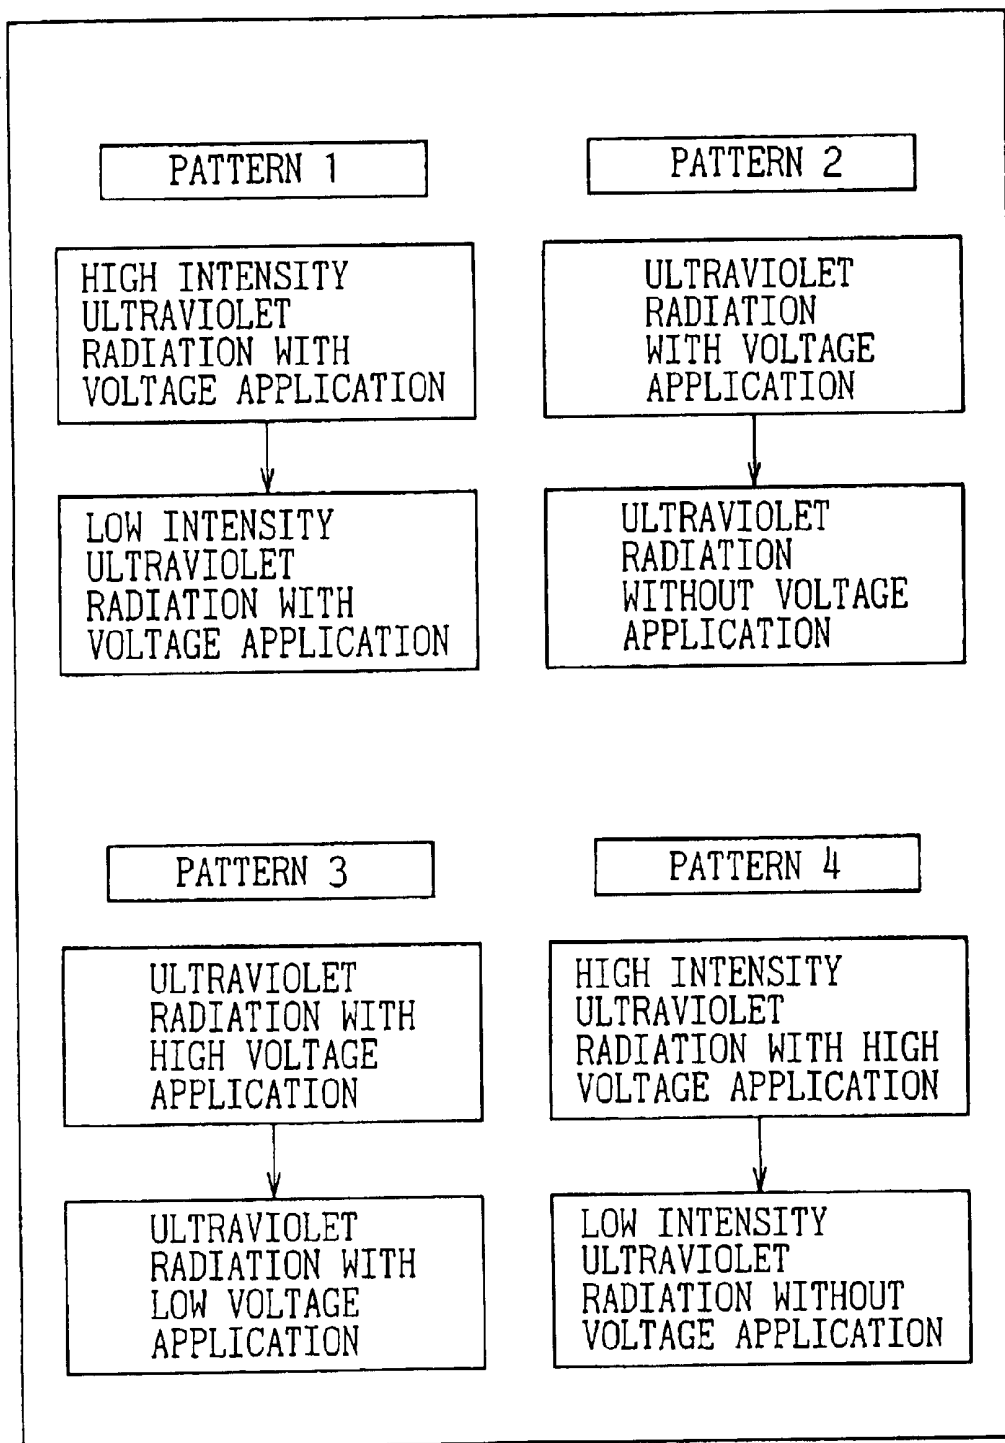 PATTERN 1
HIGH INTENSITY
ULTRAVIOLET
RADIATION WITH
VOLTAGE APPLICATION
LOW INTENSITY
ULTRAVIOLET
RADIATION WITH
VOLTAGE APPLICATION
PATTERN 2
ULTRAVIOLET
RADIATION
WITH VOLTAGE
APPLICATION
ULTRAVIOLET
RADIATION
WITHOUT VOLTAGE
APPLICATION
PATTERN 3
ULTRAVIOLET
RADIATION WITH
HIGH VOLTAGE
APPLICATION
ULTRAVIOLET
RADIATION WITH
LOW VOLTAGE
APPLICATION
PATTERN 4
HIGH INTENSITY
ULTRAVIOLET
RADIATION WITH HIGH
VOLTAGE APPLICATION
LOW INTENSITY
ULTRAVIOLET
RADIATION WITHOUT
VOLTAGE APPLICATION